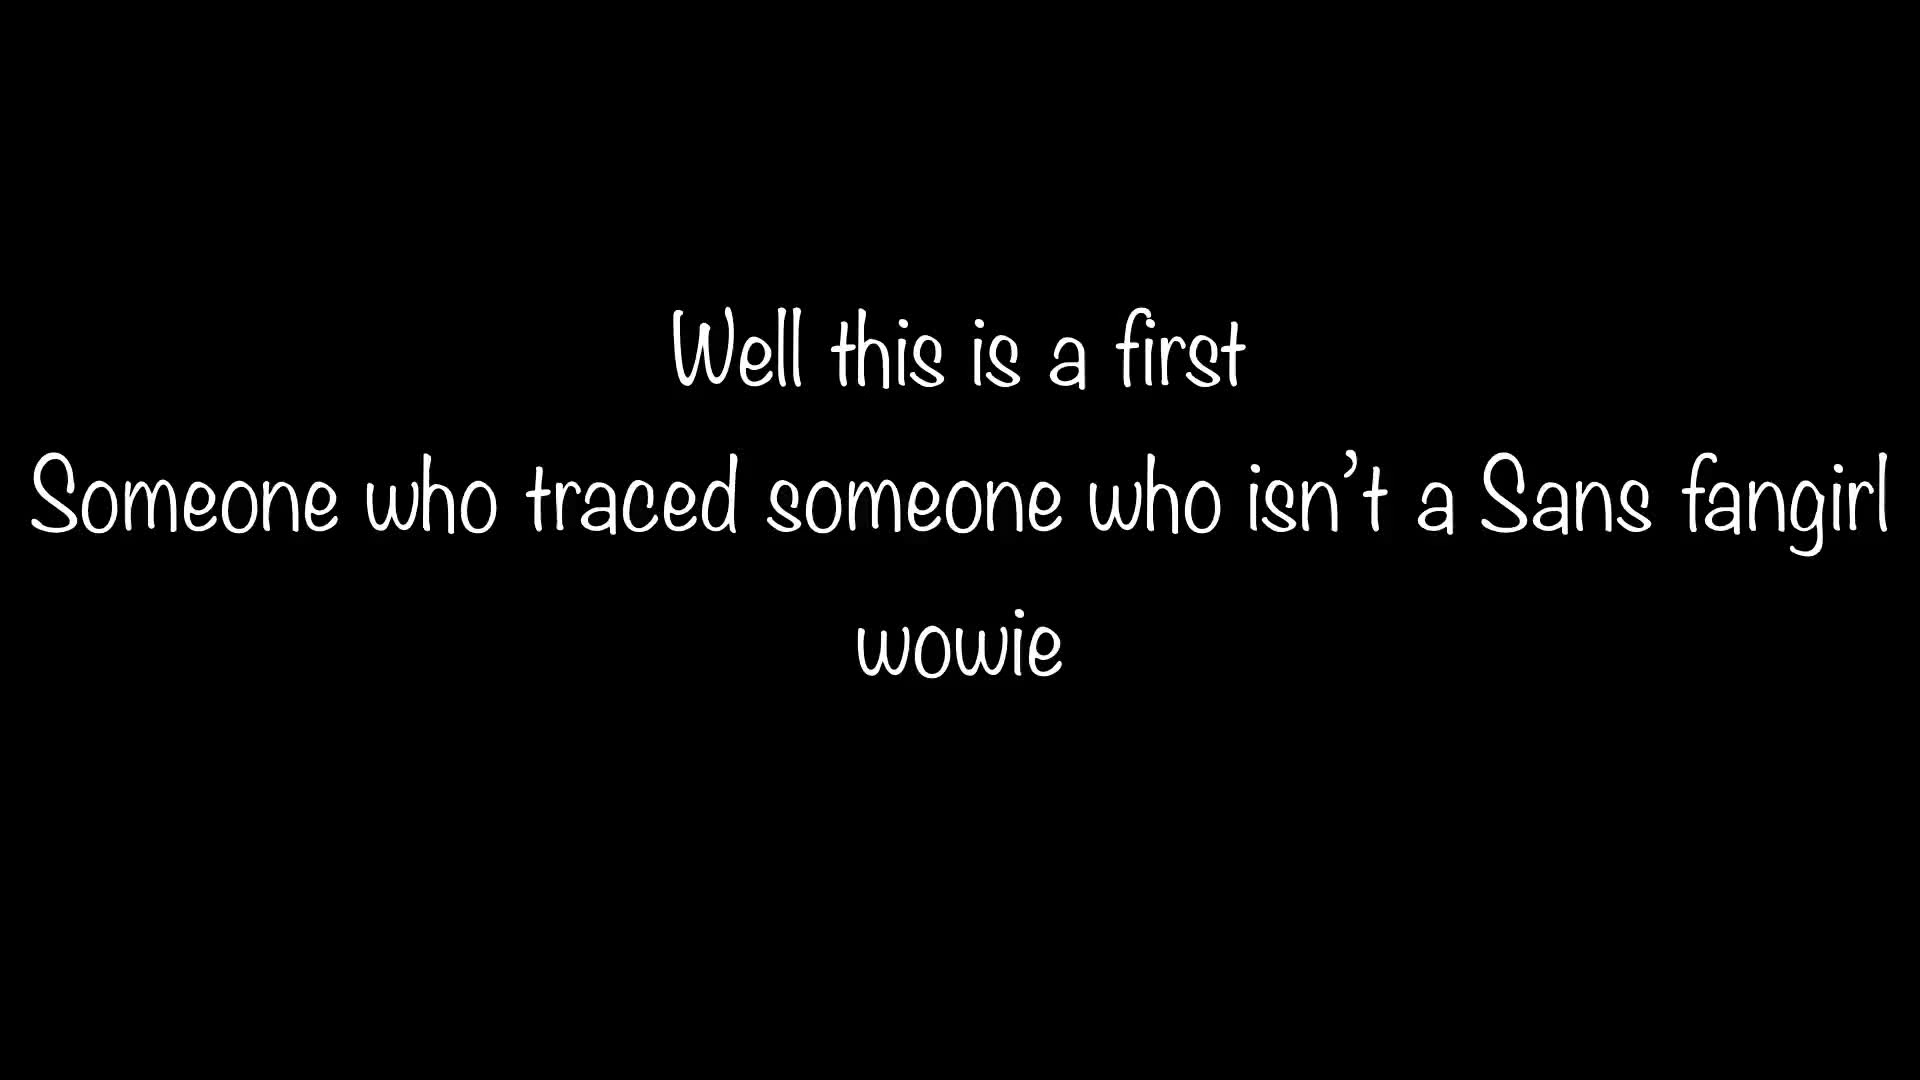 Well this is a first
Someone who traced someone who isn't a Sans fangirl
wowie